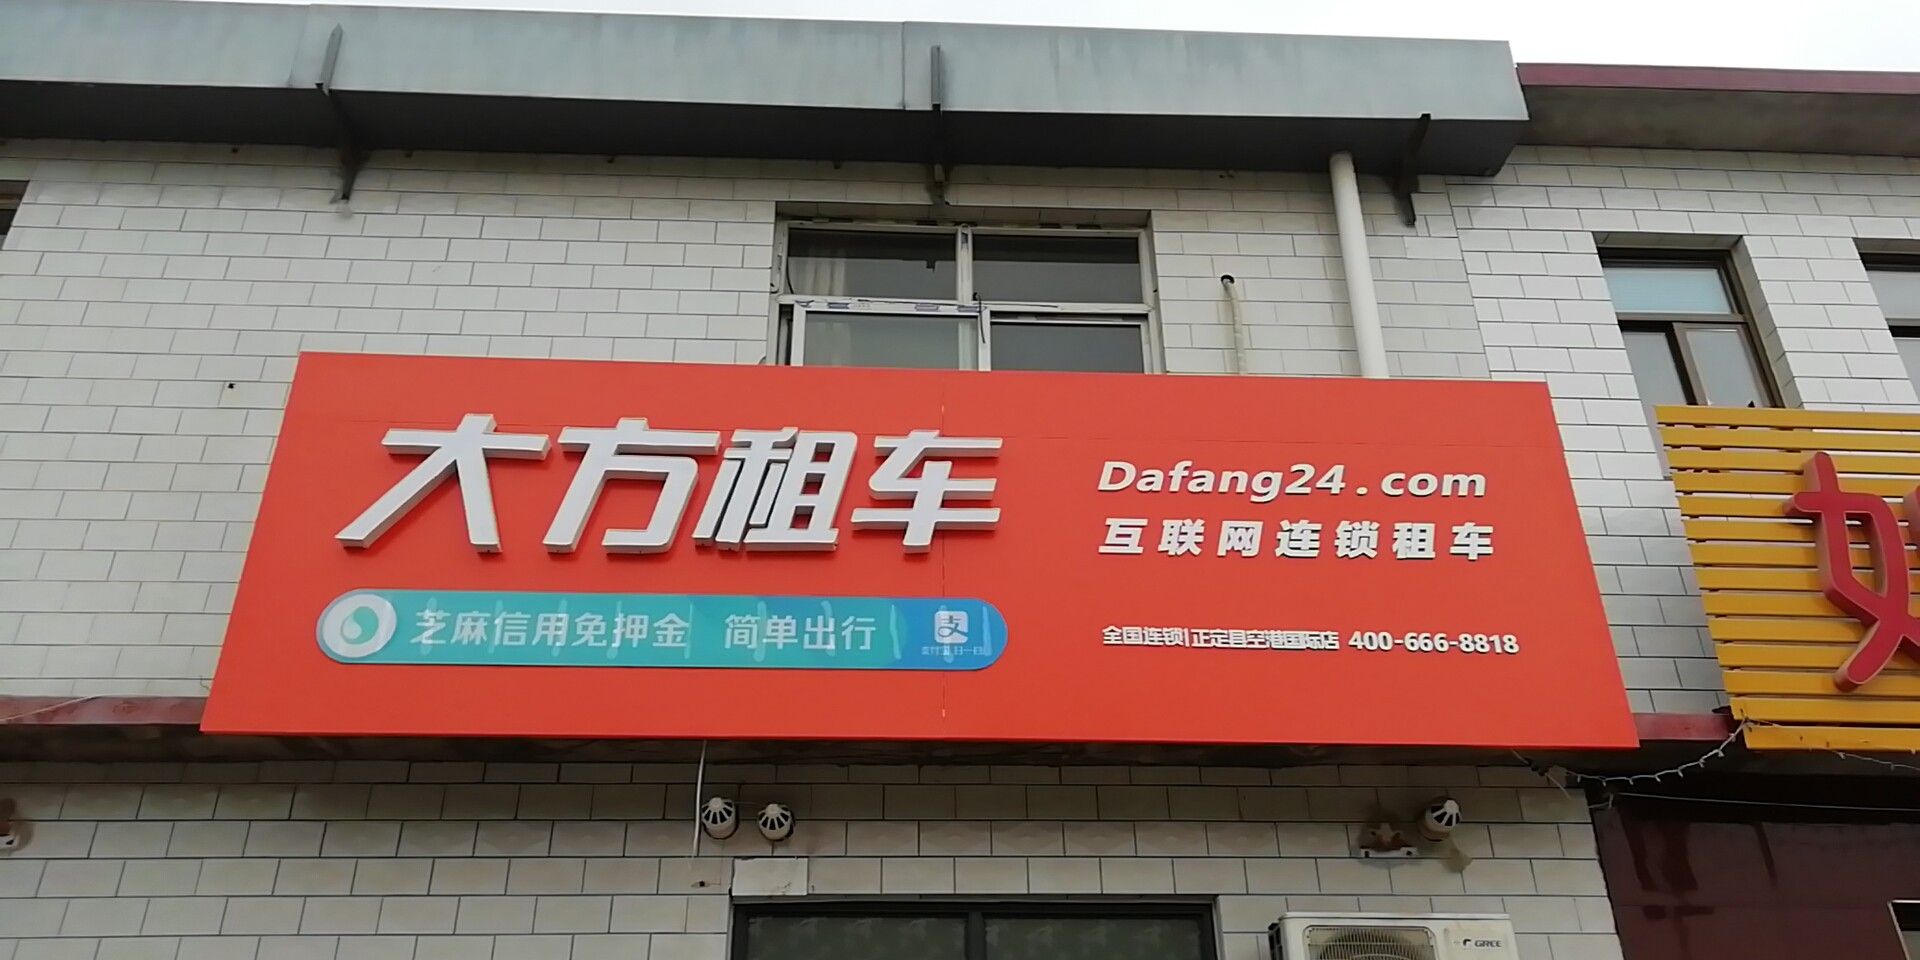 大方租车
Dafang24.com
互联网连锁租车
芝麻信用免押金 简单出行
支
全国连锁|正定县空港国际店 400-666-8818
GREE